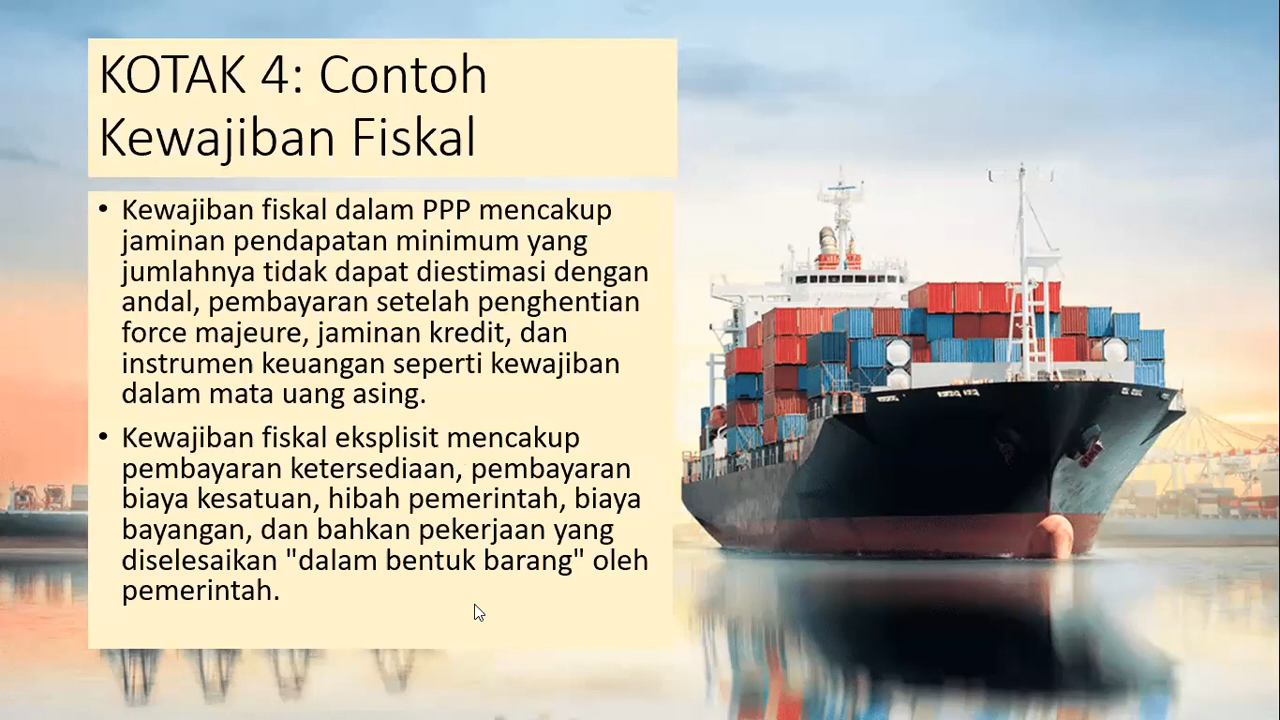 KOTAK 4: Contoh
Kewajiban Fiskal
• Kewajiban fiskal dalam PPP mencakup
jaminan pendapatan minimum yang
jumlahnya tidak dapat diestimasi dengan
andal, pembayaran setelah penghentian
force majeure, jaminan kredit, dan
instrumen keuangan seperti kewajiban
dalam mata uang asing.
• Kewajiban fiskal eksplisit mencakup
pembayaran ketersediaan, pembayaran
biaya kesatuan, hibah pemerintah, biaya
bayangan, dan bahkan pekerjaan yang
diselesaikan "dalam bentuk barang" oleh
pemerintah.